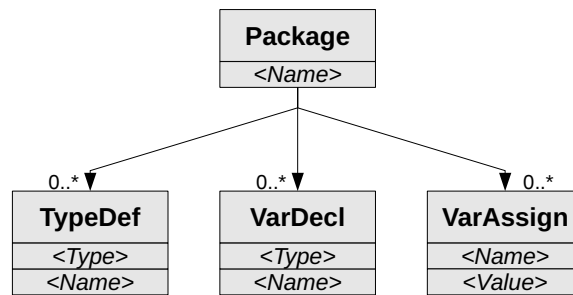 Package
<Name>
0..* 0..* 0..*
TypeDef VarDecl VarAssign
<Type> <Type> <Name>
<Name> <Name> <Value>